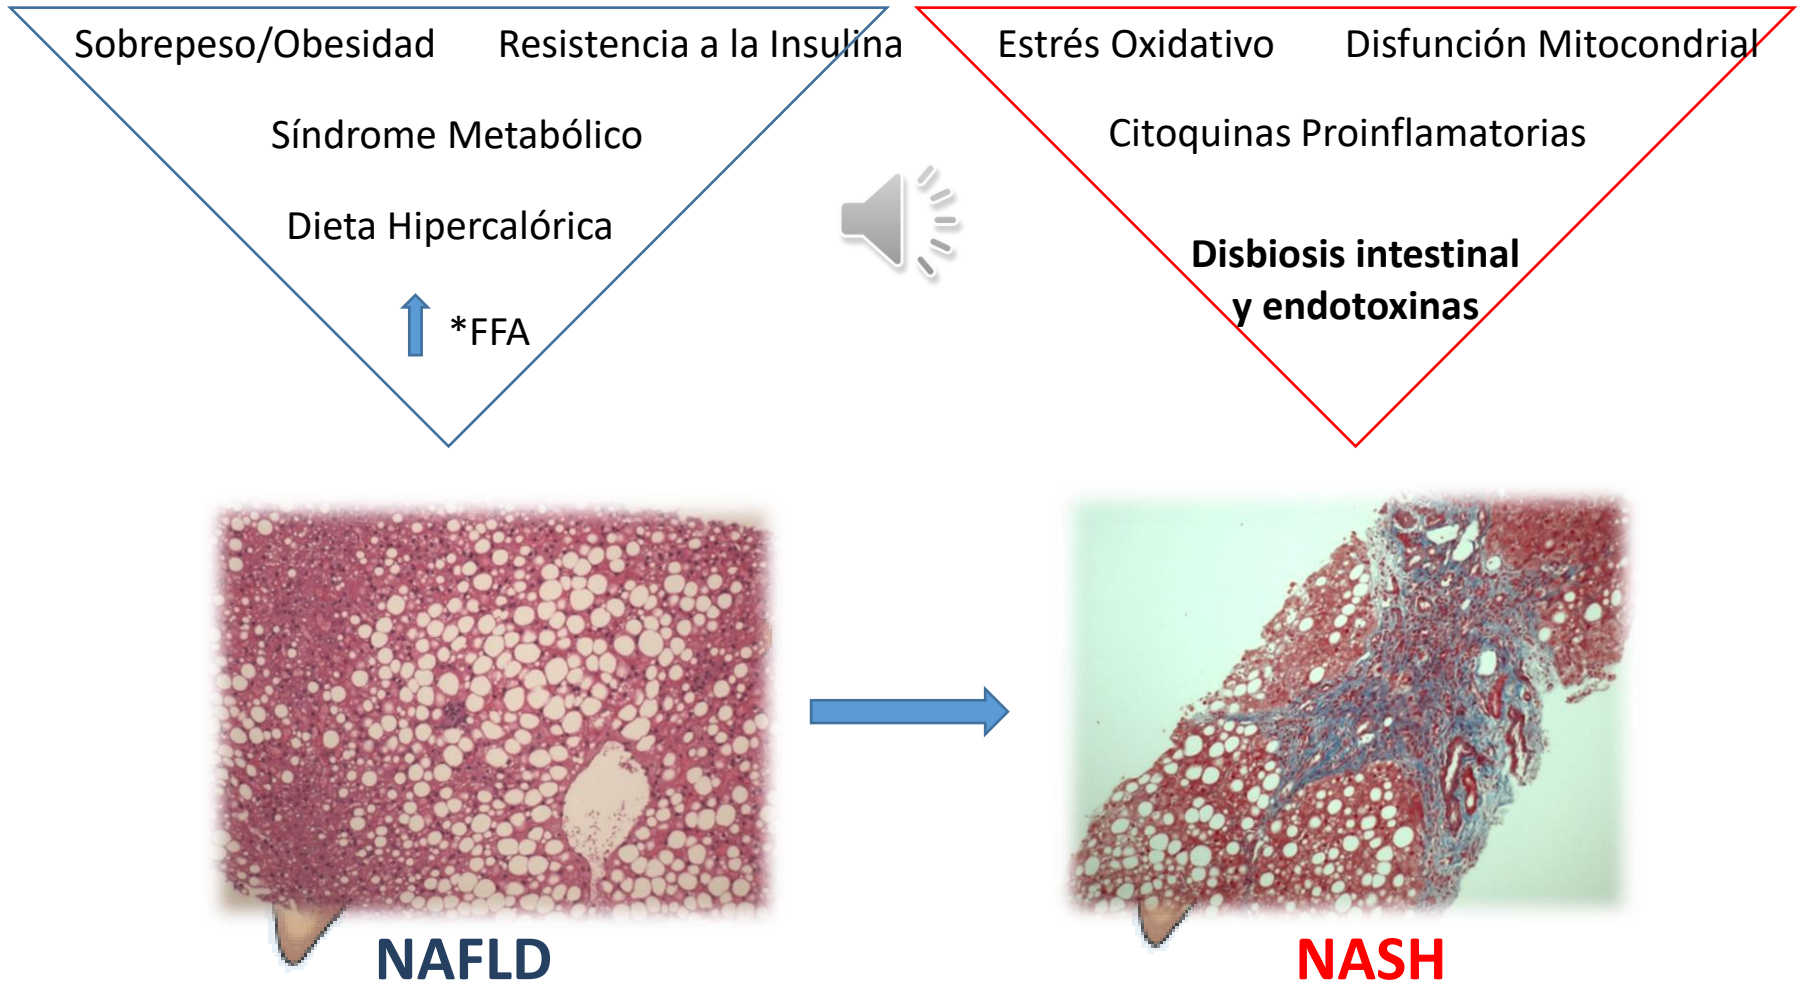 Sobrepeso/Obesidad
Resistencia a la Insulina
Síndrome Metabólico
Dieta Hipercalórica
*FFA
Estrés Oxidativo
Disfunción Mitocondrial
Citoquinas Proinflamatorias
Disbiosis intestinal
y endotoxinas
NAFLD
NASH